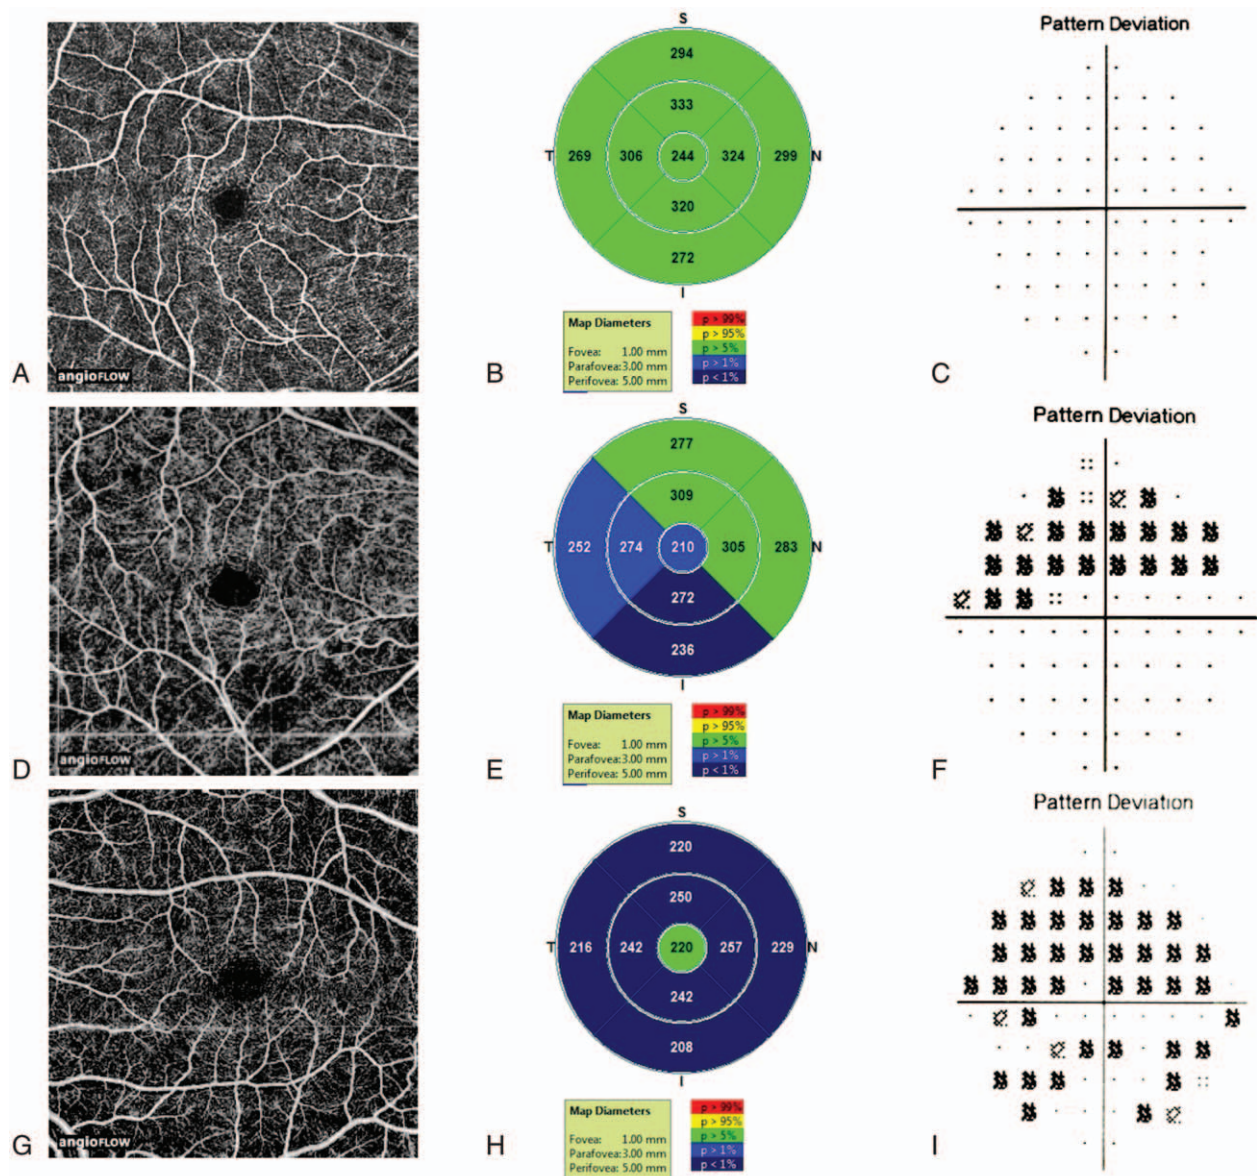 S
294
333
T 269 306 244 324 299 N
320
272
I
Map Diameters
Fovea: 1.00 mm
Parafovea: 3.00 mm
Perifovea: 5.00 mm
p > 99%
p > 95%
p > 5%
p > 1%
p < 1%
Pattern Deviation
angioFLOW
A
B
C
S
277
309
T 252 274 210 305 283 N
272
236
I
Map Diameters
Fovea: 1.00 mm
Parafovea: 3.00 mm
Perifovea: 5.00 mm
p > 99%
p > 95%
p > 5%
p > 1%
p < 1%
Pattern Deviation
angioFLOW
D
E
F
S
220
250
T 216 242 220 257 229 N
242
208
I
Map Diameters
Fovea: 1.00 mm
Parafovea: 3.00 mm
Perifovea: 5.00 mm
p > 99%
p > 95%
p > 5%
p > 1%
p < 1%
Pattern Deviation
angioFLOW
G
H
I